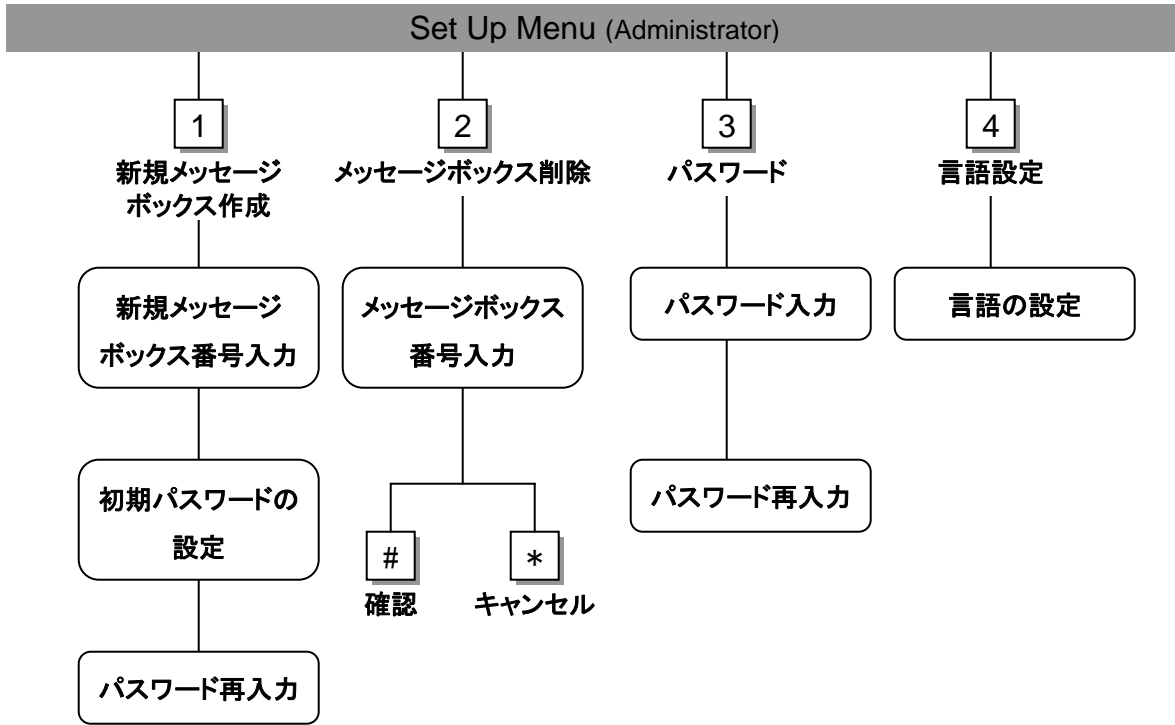 Set Up Menu (Administrator)
1
新規メッセージ
ボックス作成
新規メッセージ
ボックス番号入力
初期パスワードの
設定
パスワード再入力
2
メッセージボックス削除
メッセージボックス
番号入力
#
確認
*
キャンセル
3
パスワード
パスワード入力
パスワード再入力
4
言語設定
言語の設定